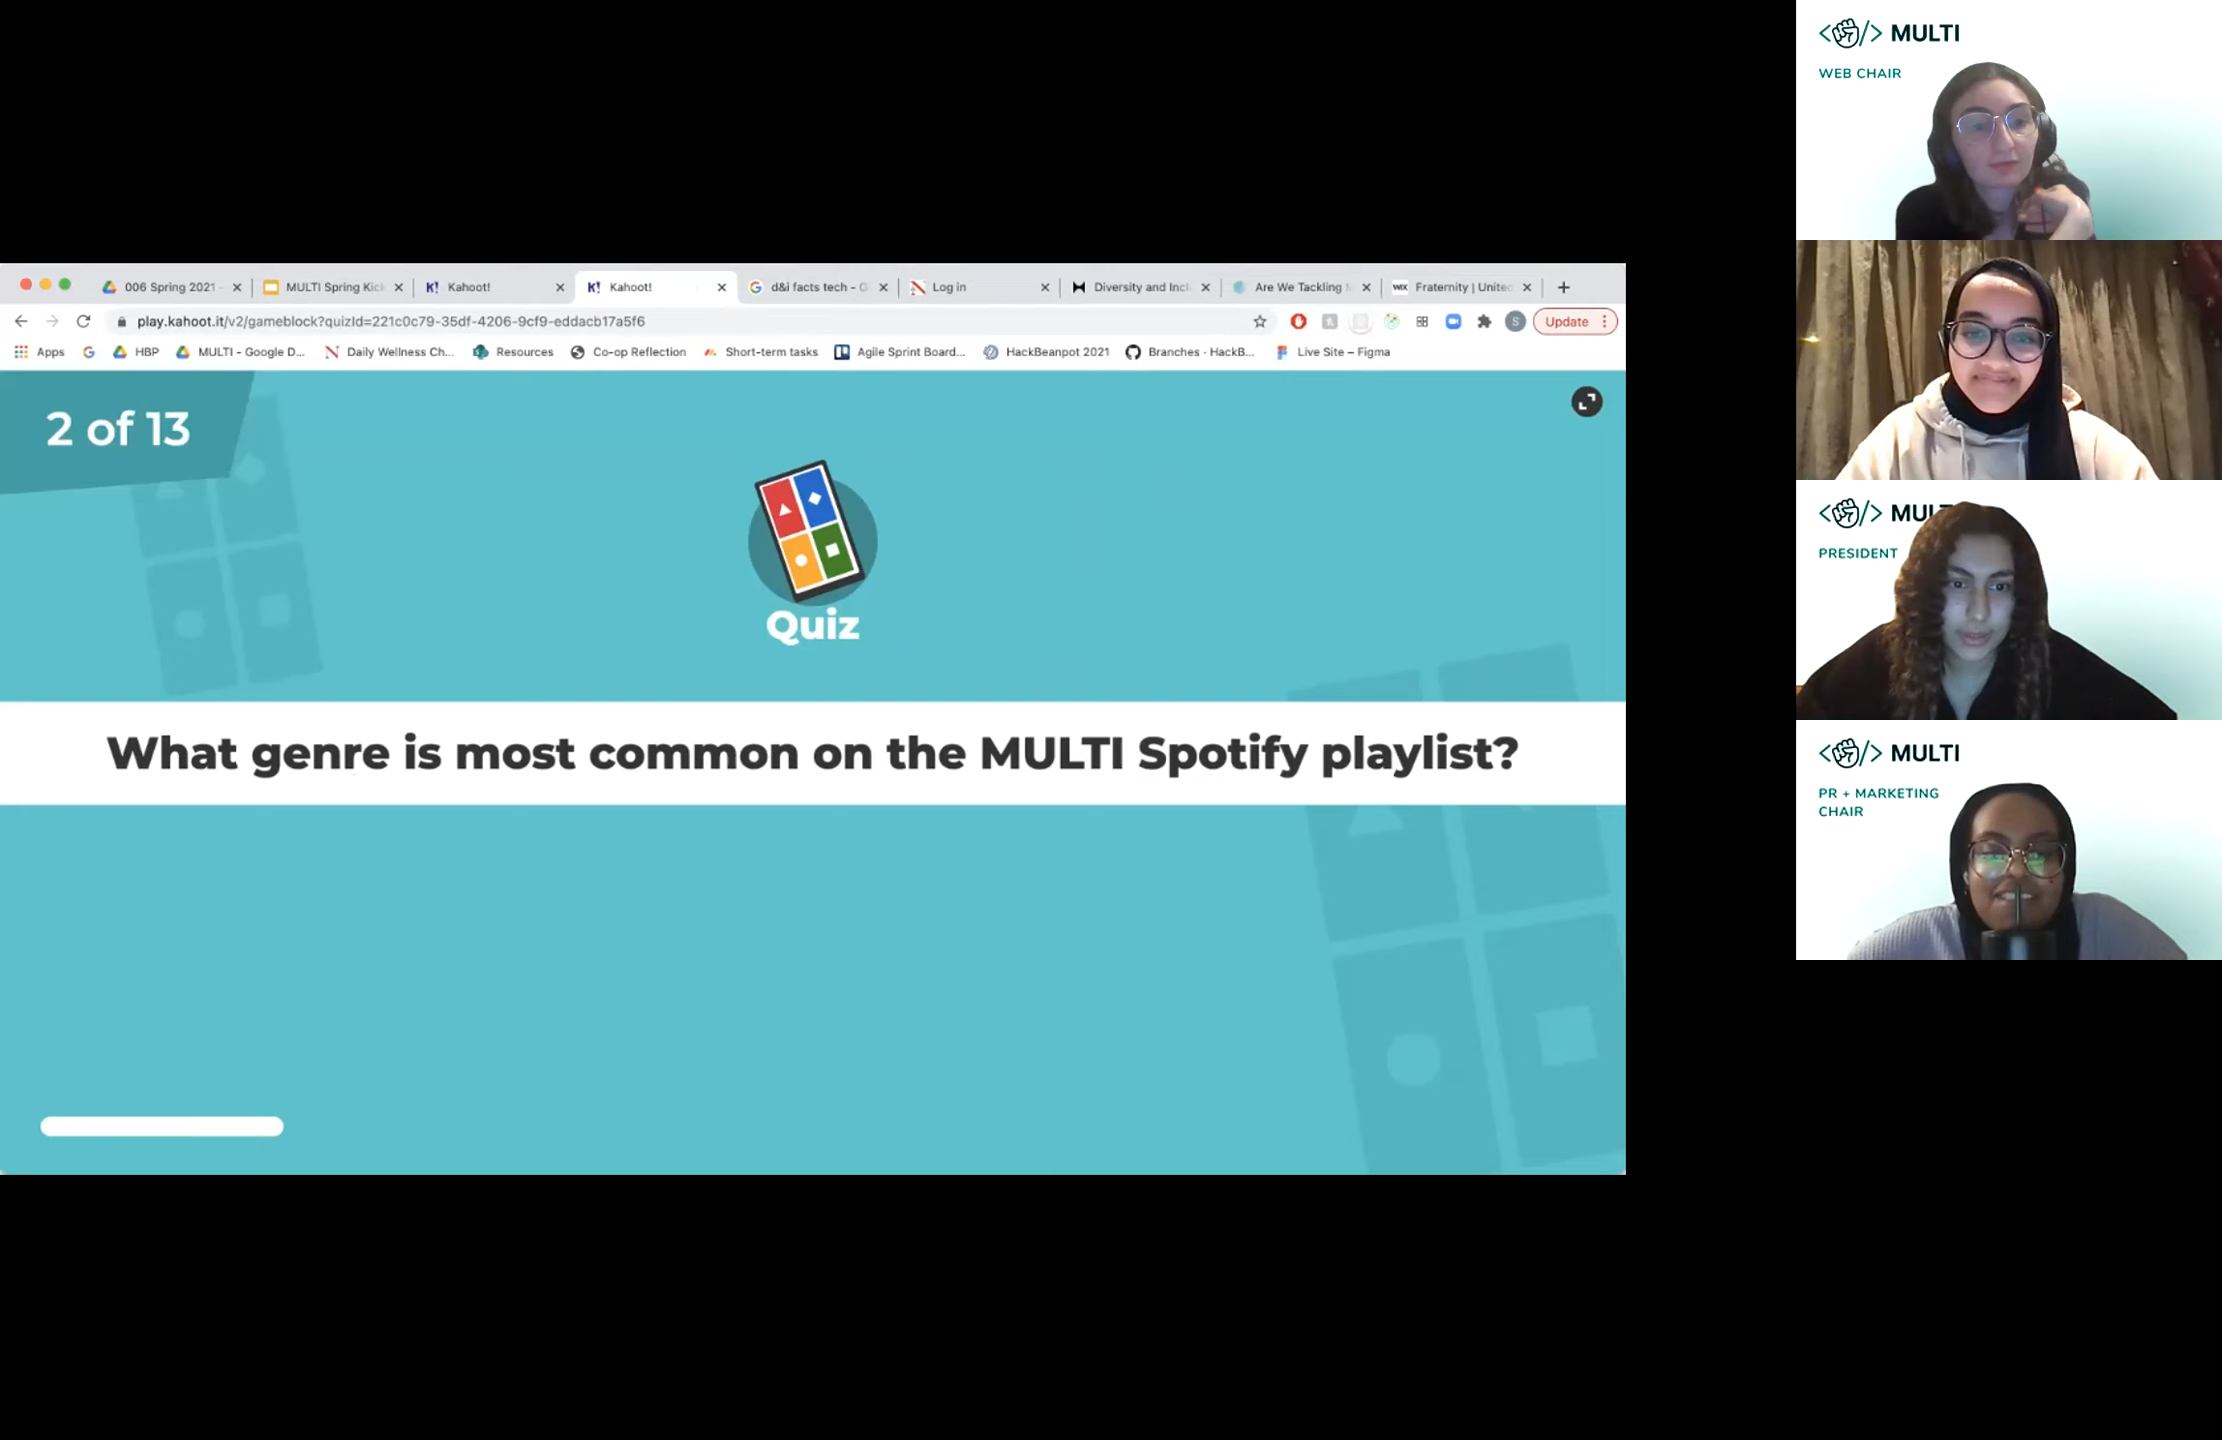 006 Spring 2021
MULTI Spring Kick
K! Kahoot!
K! Kahoot!
d&i facts tech - G
Log in
Diversity and Incl
Are We Tackling
WIX Fraternity | United
play.kahoot.it/v2/gameblock?quizId=221c0c79-35df-4206-9cf9-eddacb17a5f6
S
Update
Apps
HBP
MULTI - Google D...
Daily Wellness Ch...
Resources
Co-op Reflection
Short-term tasks
Agile Sprint Board...
HackBeanpot 2021
Branches · HackB...
Live Site – Figma
2 of 13
Quiz
What genre is most common on the MULTI Spotify playlist?
MULTI
WEB CHAIR
MULT
PRESIDENT
MULTI
PR + MARKETING
CHAIR